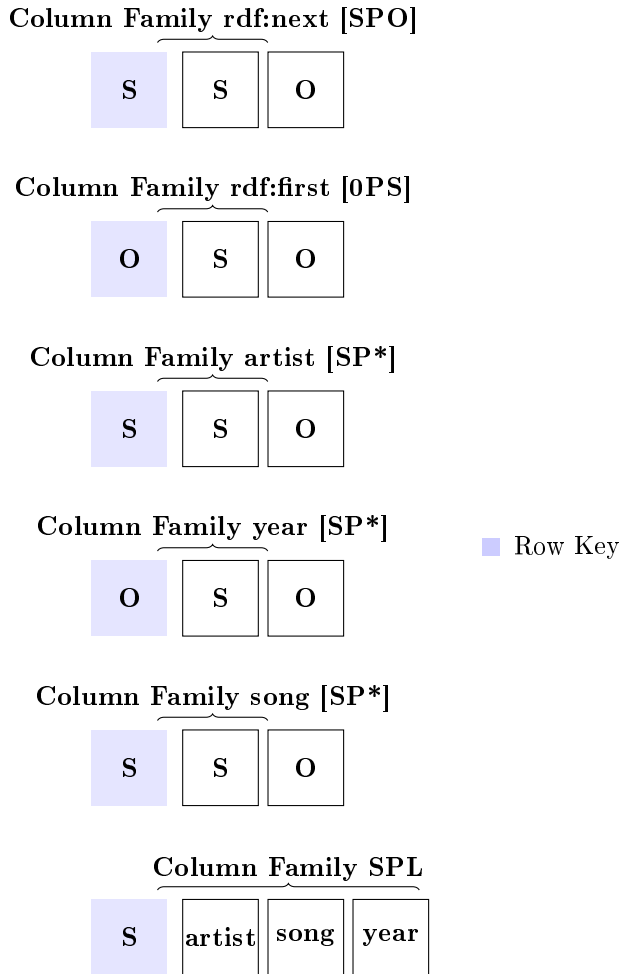 Column Family rdf:next [SPO]
S S O
Column Family rdf:first [0PS]
O S O
Column Family artist [SP*]
S S O
Column Family year [SP*]
Row Key
O S O
Column Family song [SP*]
S S O
Column Family SPL
S artist song year